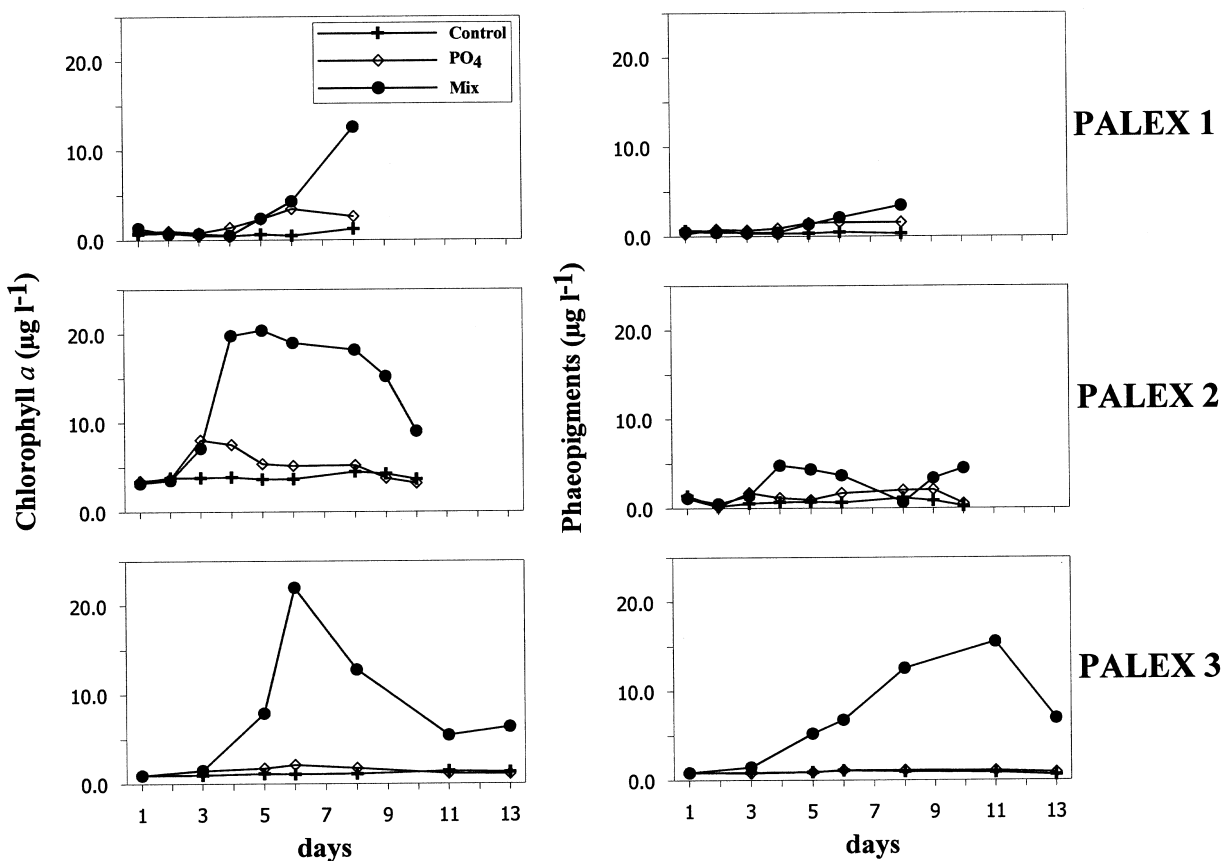 Control
PO4
Mix
20.0
10.0
0.0
20.0
10.0
0.0
PALEX 1
Chlorophyll a (µg l-1)
20.0
10.0
0.0
Phaeopigments (µg l-1)
20.0
10.0
0.0
PALEX 2
20.0
10.0
0.0
1 3 5 7 9 11 13
days
20.0
10.0
0.0
1 3 5 7 9 11 13
days
PALEX 3